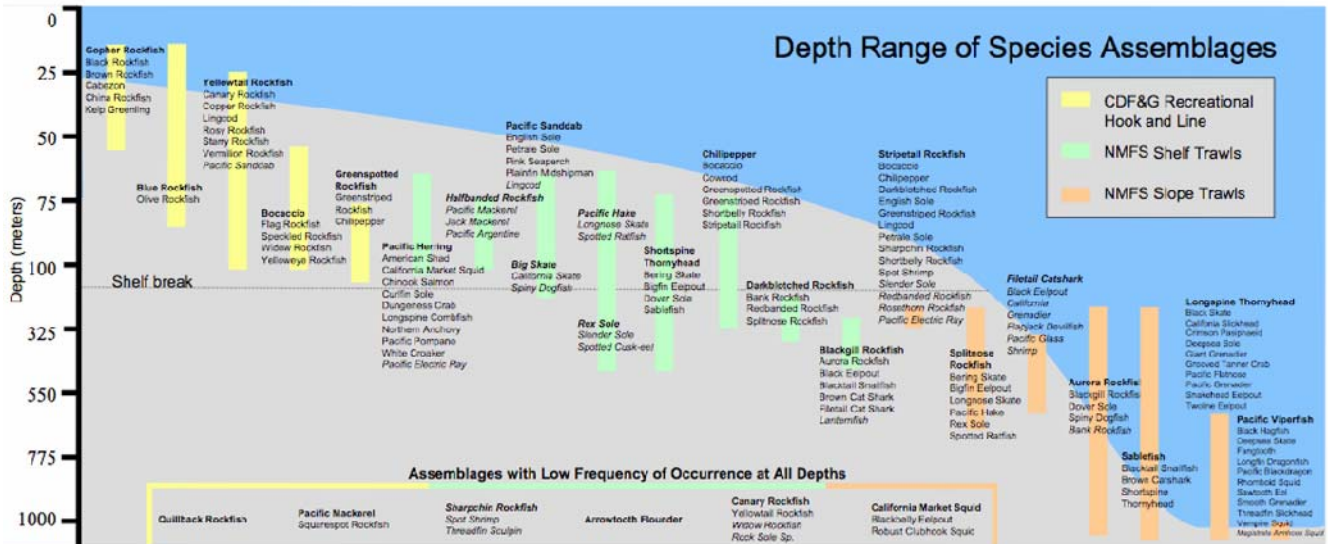 Depth Range of Species Assemblages
CDF&G Recreational
Hook and Line
NMFS Shelf Trawls
NMFS Slope Trawls
Depth (meters)
0
25
50
75
100
325
550
775
1000
Shelf break
Gopher Rockfish
Black Rockfish
Brown Rockfish
Cabezon
China Rockfish
Kelp Greenling
Blue Rockfish
Olive Rockfish
Yellowtail Rockfish
Canary Rockfish
Copper Rockfish
Lingcod
Rosy Rockfish
Starry Rockfish
Vermilion Rockfish
Pacific Sanddab
Bocaccio
Flag Rockfish
Speckled Rockfish
Widow Rockfish
Yelloweye Rockfish
Greenspotted
Rockfish
Greenstriped
Rockfish
Chilipepper
Pacific Herring
American Shad
California Market Squid
Chinook Salmon
Curlfin Sole
Dungeness Crab
Longspine Combfish
Northern Anchovy
Pacific Pompano
White Croaker
Pacific Electric Ray
Halfbanded Rockfish
Pacific Mackerel
Jack Mackerel
Pacific Argentine
Pacific Sanddab
English Sole
Petrale Sole
Pink Seaperch
Plainfin Midshipman
Lingcod
Big Skate
California Skate
Spiny Dogfish
Pacific Hake
Longnose Skate
Spotted Ratfish
Rex Sole
Slender Sole
Spotted Cusk-eel
Shortspine
Thornyhead
Bering Skate
Bigfin Eelpout
Dover Sole
Sablefish
Chilipepper
Bocaccio
Cowcod
Greenspotted Rockfish
Greenstriped Rockfish
Shortbelly Rockfish
Stripetail Rockfish
Darkblotched Rockfish
Bank Rockfish
Redbanded Rockfish
Splitnose Rockfish
Blackgill Rockfish
Aurora Rockfish
Black Eelpout
Blacktail Snailfish
Brown Cat Shark
Filetail Cat Shark
Lanternfish
Stripetail Rockfish
Bocaccio
Chilipepper
Darkblotched Rockfish
English Sole
Greenstriped Rockfish
Lingcod
Petrale Sole
Sharpchin Rockfish
Shortbelly Rockfish
Spot Shrimp
Slender Sole
Redbanded Rockfish
Rosethorn Rockfish
Pacific Electric Ray
Splitnose
Rockfish
Bering Skate
Bigfin Eelpout
Longnose Skate
Pacific Hake
Rex Sole
Spotted Ratfish
Filetail Catshark
Black Eelpout
California
Grenadier
Flapjack Devilfish
Pacific Glass
Shrimp
Aurora Rockfish
Blackgill Rockfish
Dover Sole
Spiny Dogfish
Bank Rockfish
Sablefish
Blacktail Snailfish
Brown Catshark
Shortspine
Thornyhead
Longspine Thornyhead
Black Skate
California Slickhead
Crimson Pasiphaeid
Deepsea Sole
Giant Grenadier
Grooved Tanner Crab
Pacific Flatnose
Pacific Grenadier
Snakehead Eelpout
Twoline Eelpout
Pacific Viperfish
Black Hagfish
Deepsea Skate
Fangtooth
Longfin Dragonfish
Pacific Blackdragon
Rhomboid Squid
Sawtooth Eel
Smooth Grenadier
Threadfin Slickhead
Vampire Squid
Magistrate Armhook Squid
Assemblages with Low Frequency of Occurrence at All Depths
Quillback Rockfish
Pacific Mackerel
Squarespot Rockfish
Sharpchin Rockfish
Spot Shrimp
Threadfin Sculpin
Arrowtooth Flounder
Canary Rockfish
Yellowtail Rockfish
Widow Rockfish
Rock Sole Sp.
California Market Squid
Blackbelly Eelpout
Robust Clubhook Squid